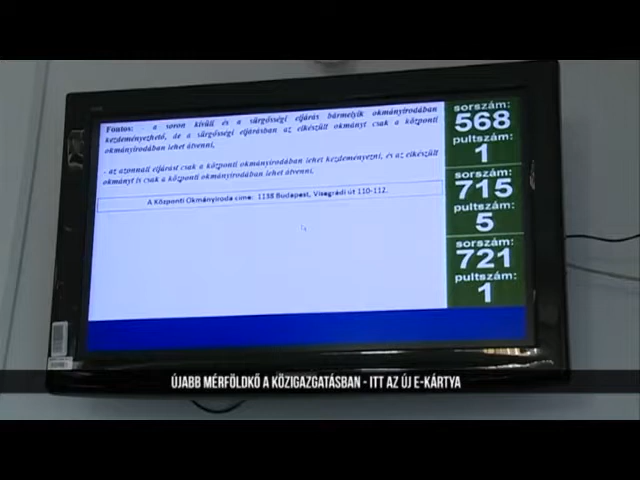 Fontos: - a soron kívüli és a sürgősségi eljárás bármelyik okmányirodában
kezdeményezhető, de a sürgősségi eljárásban az elkészült okmányt csak a központi
okmányirodában lehet átvenni,
- az azonnali eljárást csak a központi okmányirodában lehet kezdeményezni, és az elkészült
okmányt is csak a központi okmányirodában lehet átvenni.
A Központi Okmányiroda címe: 1138 Budapest, Visegrádi út 110-112.
sorszám:
568
pultszám:
1
sorszám:
715
pultszám:
5
sorszám:
721
pultszám:
1
ÚJABB MÉRFÖLDKŐ A KÖZIGAZGATÁSBAN - ITT AZ ÚJ E-KÁRTYA